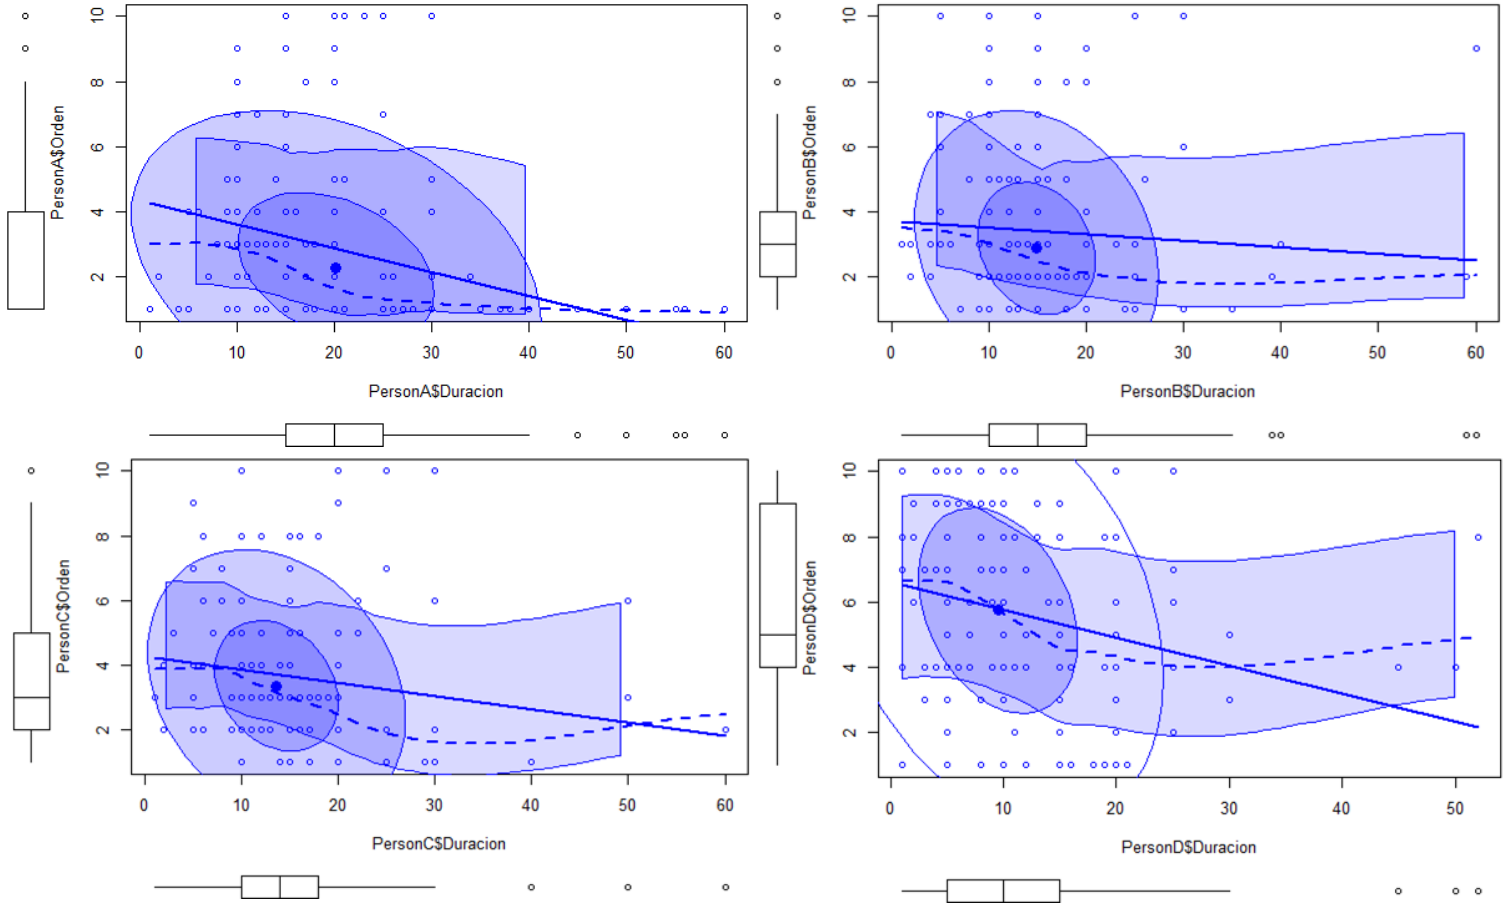 10
8
6
4
2
PersonA$Orden
0 10 20 30 40 50 60
PersonA$Duracion
10
8
6
4
2
PersonB$Orden
0 10 20 30 40 50 60
PersonB$Duracion
10
8
6
4
2
PersonC$Orden
0 10 20 30 40 50 60
PersonC$Duracion
10
8
6
4
2
PersonD$Orden
0 10 20 30 40 50
PersonD$Duracion